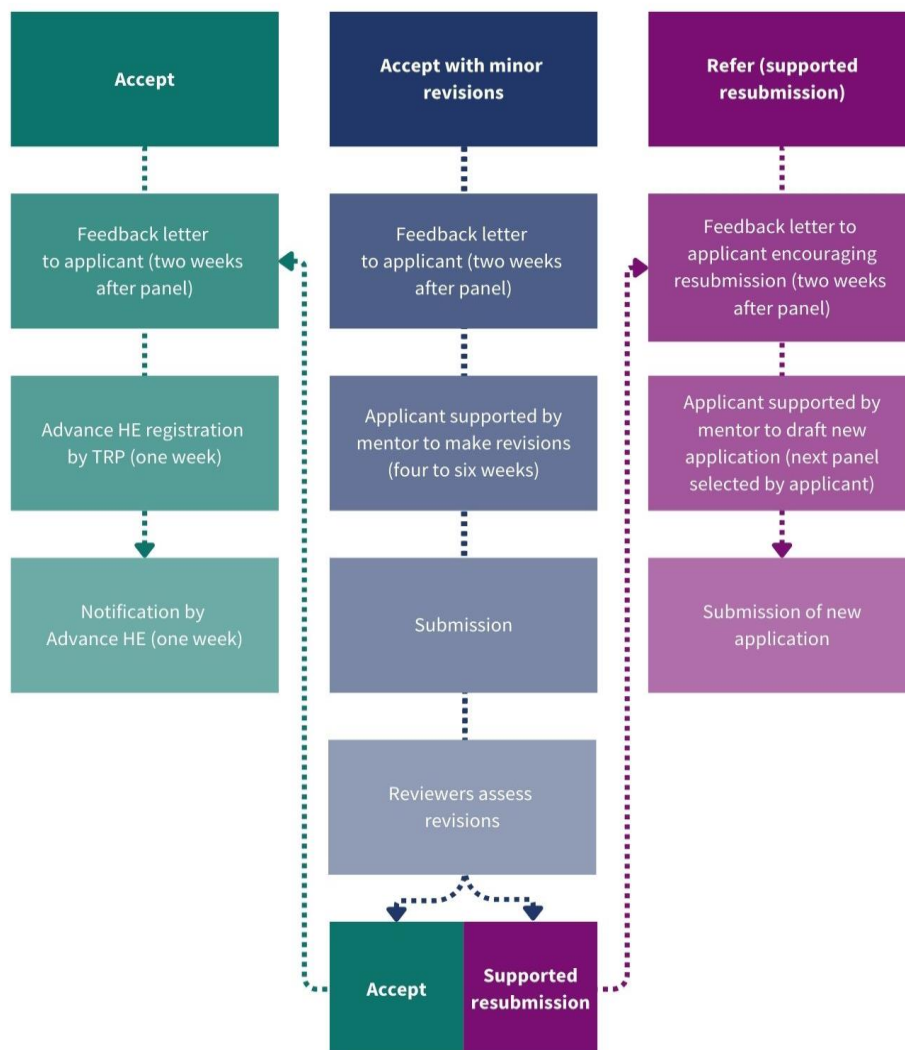 Accept
Feedback letter
to applicant (two weeks
after panel)
Advance HE registration
by TRP (one week)
Notification by
Advance HE (one week)
Accept with minor
revisions
Feedback letter
to applicant (two weeks
after panel)
Applicant supported by
mentor to make revisions
(four to six weeks)
Submission
Reviewers assess
revisions
Accept
Supported
resubmission
Refer (supported
resubmission)
Feedback letter to
applicant encouraging
resubmission (two weeks
after panel)
Applicant supported by
mentor to draft new
application (next panel
selected by applicant)
Submission of new
application